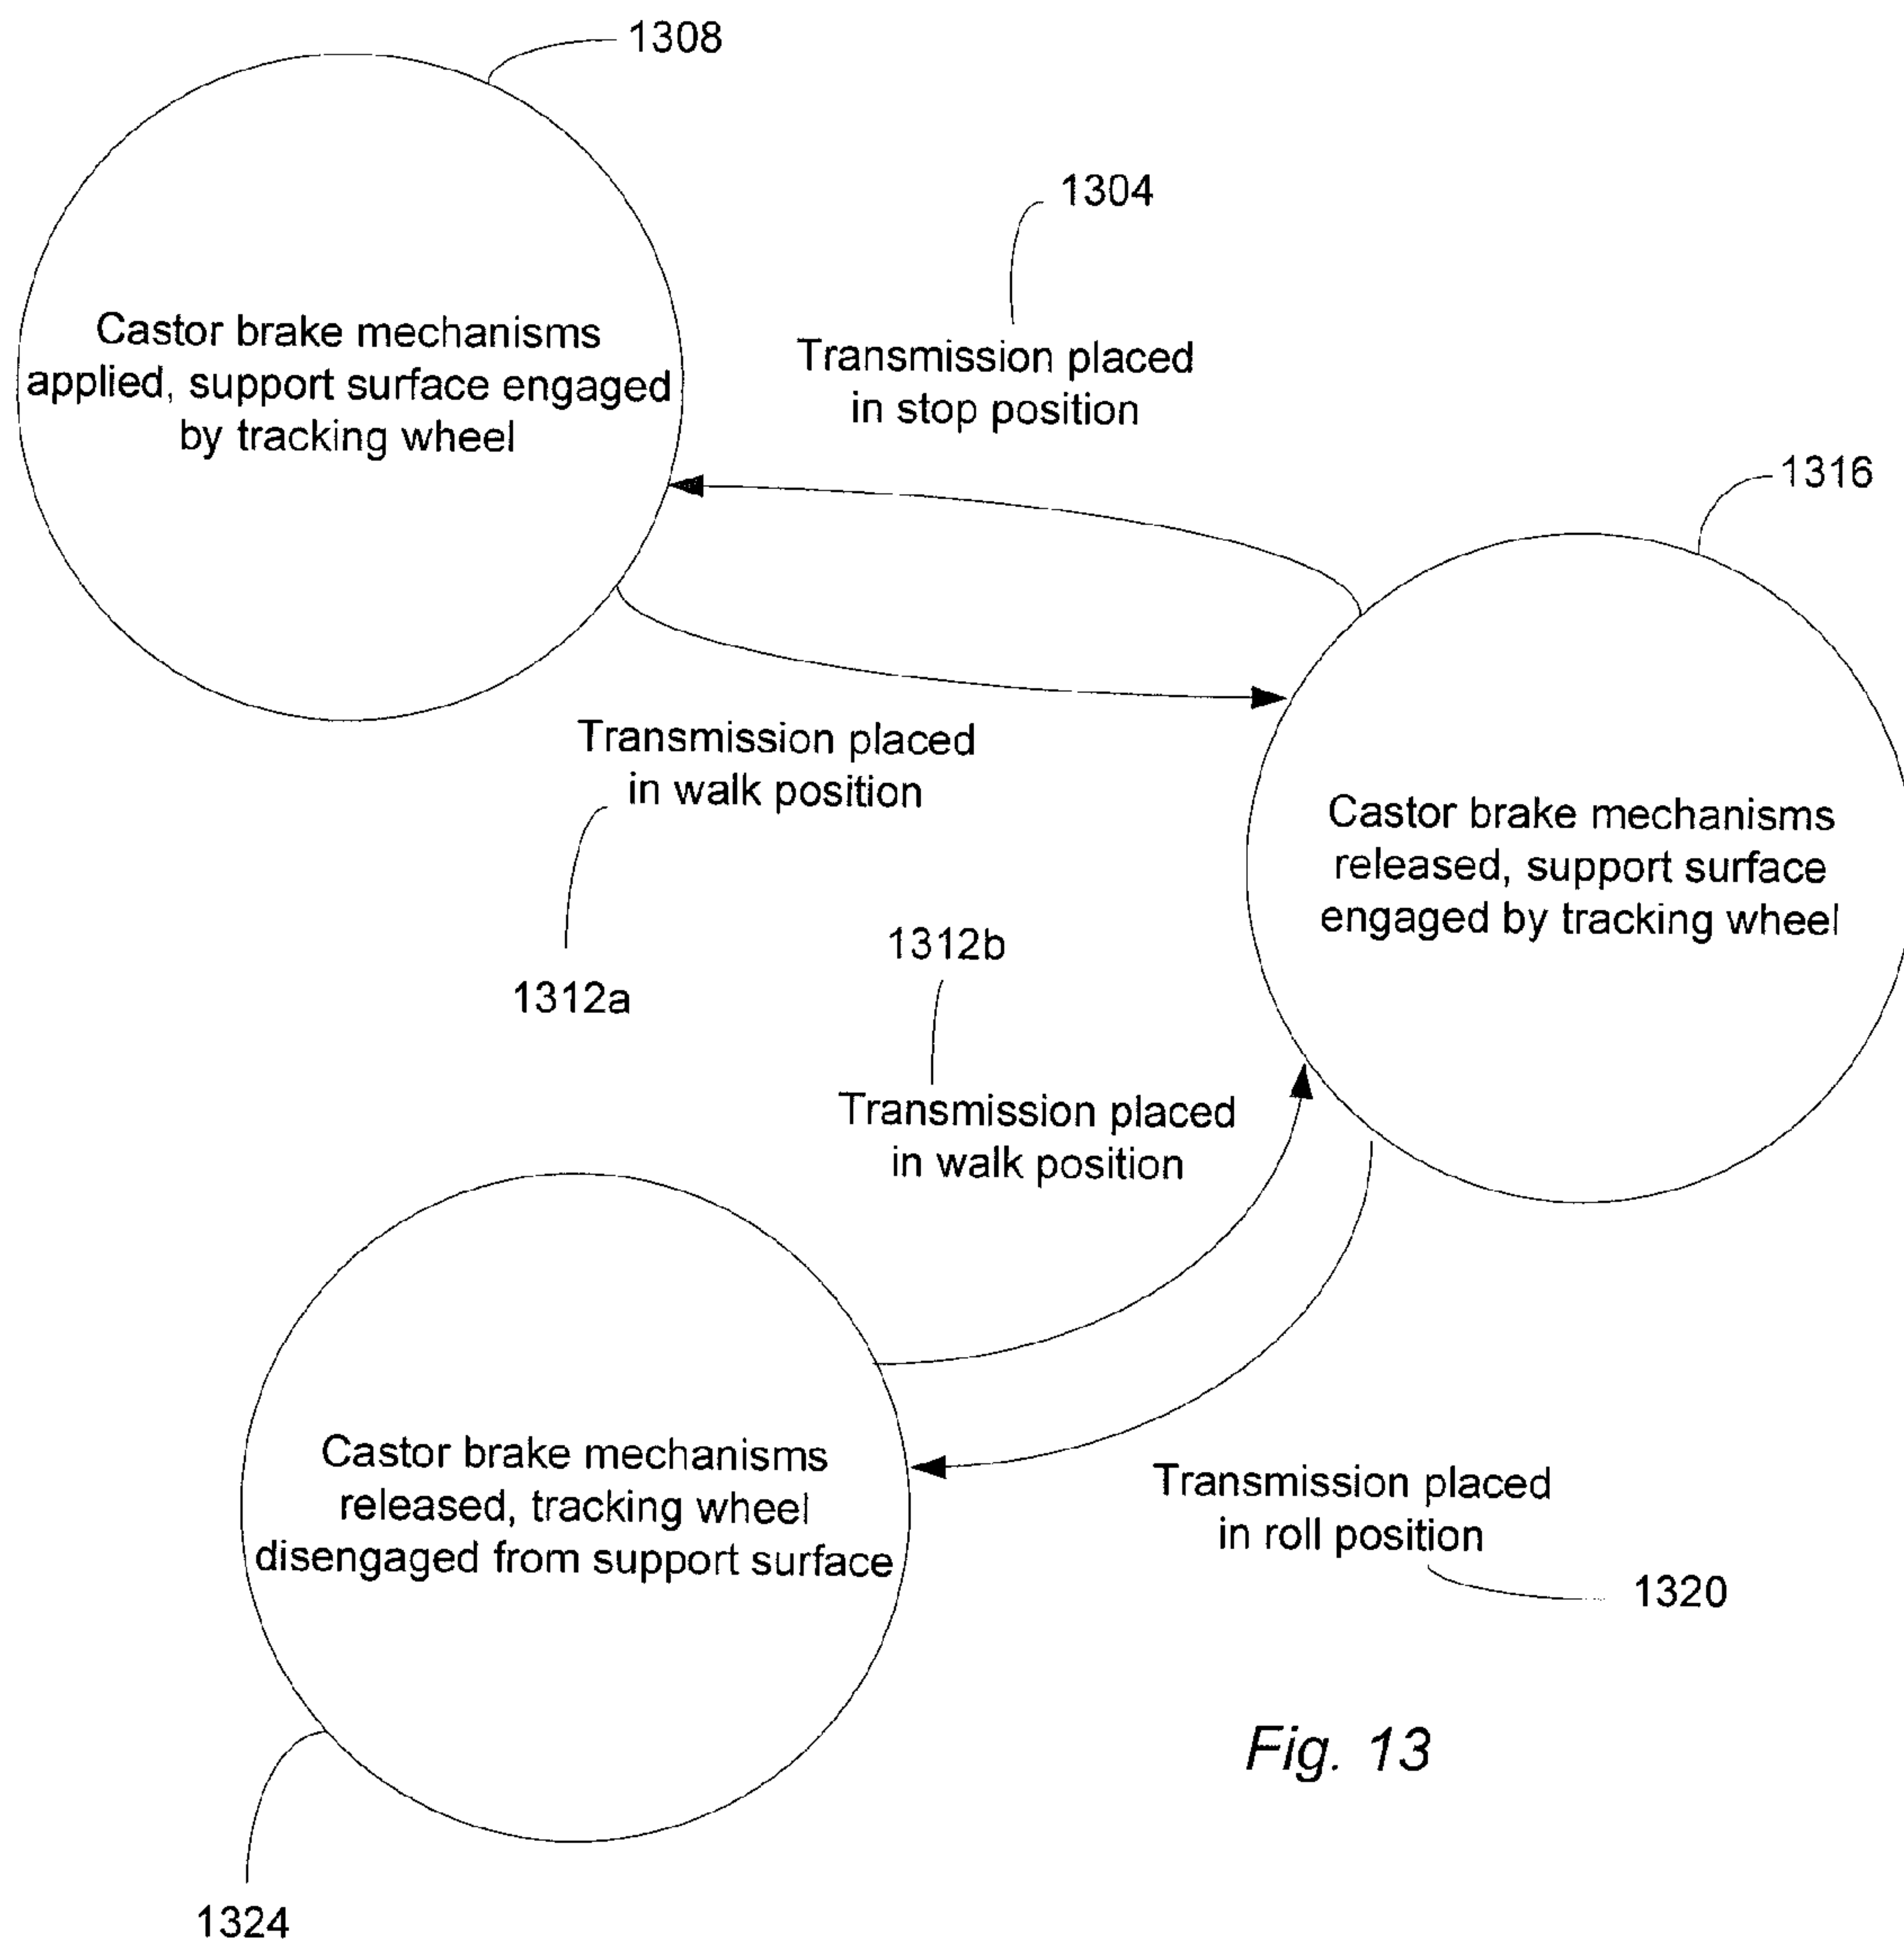 1308
1304
Castor brake mechanisms
applied, support surface engaged
by tracking wheel
Transmission placed
in stop position
1316
Transmission placed
in walk position
1312a
Castor brake mechanisms
released, support surface
engaged by tracking wheel
1312b
Transmission placed
in walk position
Castor brake mechanisms
released, tracking wheel
disengaged from support surface
Transmission placed
in roll position
1320
1324
Fig. 13